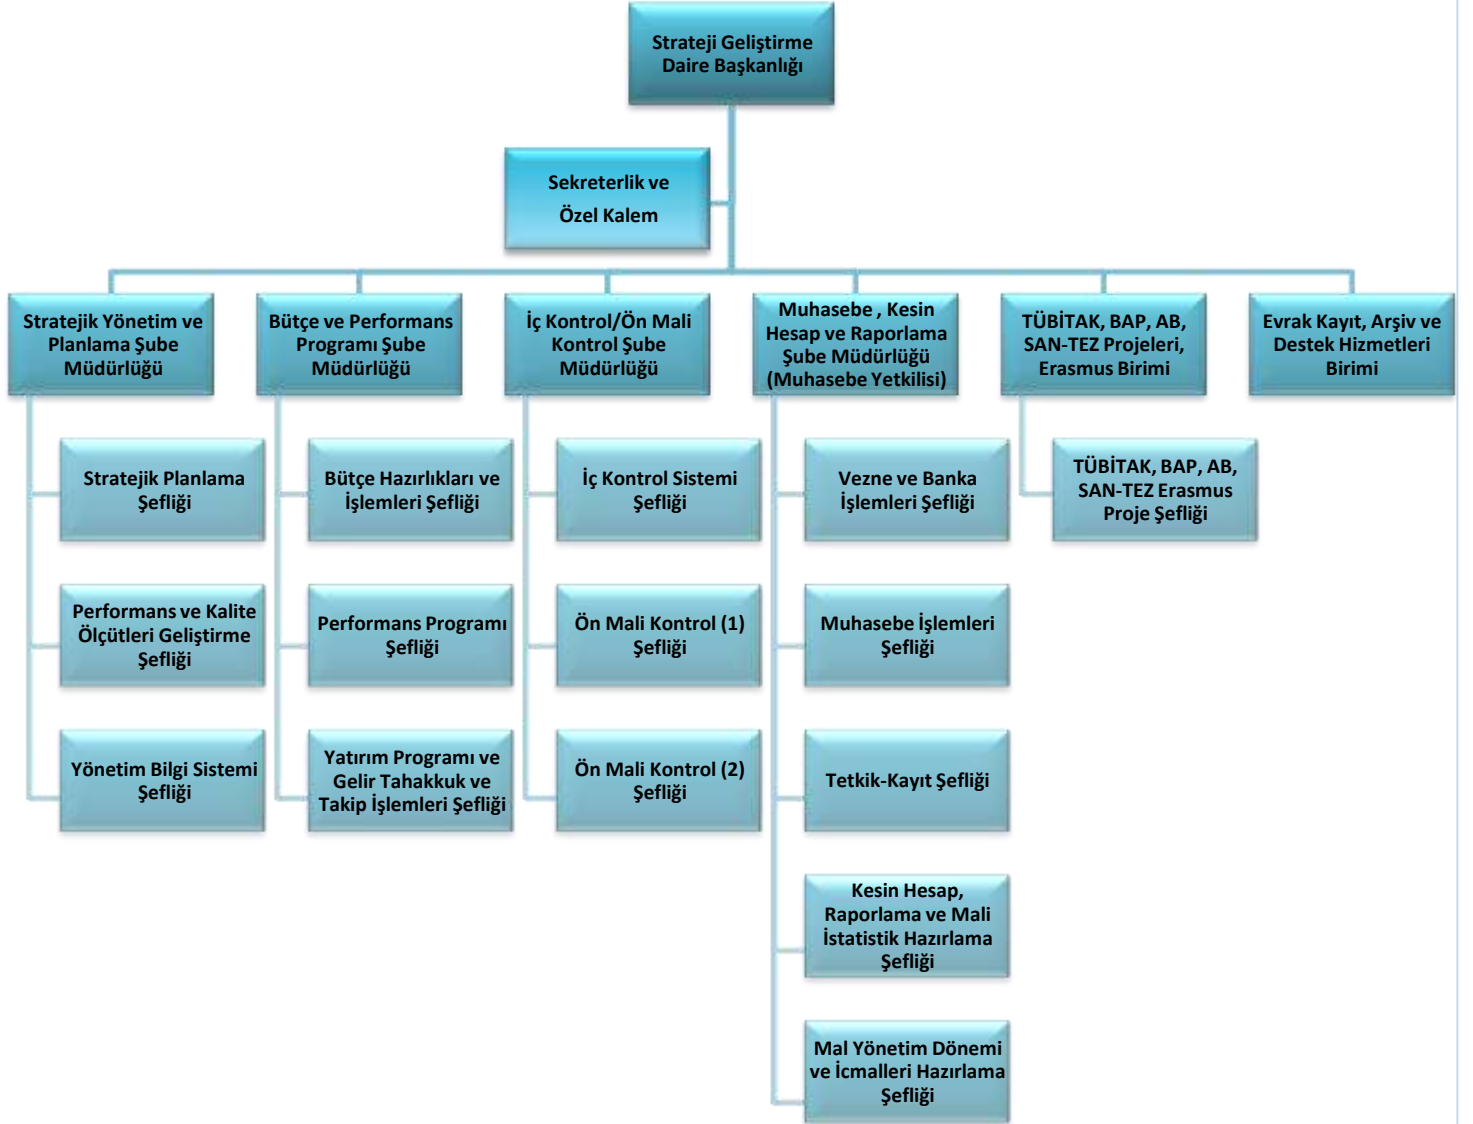 Strateji Geliştirme
Daire Başkanlığı
Sekreterlik ve
Özel Kalem
Stratejik Yönetim ve
Planlama Şube
Müdürlüğü
Bütçe ve Performans
Programı Şube
Müdürlüğü
İç Kontrol/Ön Mali
Kontrol Şube
Müdürlüğü
Muhasebe , Kesin
Hesap ve Raporlama
Şube Müdürlüğü
(Muhasebe Yetkilisi)
TÜBİTAK, BAP, AB,
SAN-TEZ Projeleri,
Erasmus Birimi
Evrak Kayıt, Arşiv ve
Destek Hizmetleri
Birimi
Stratejik Planlama
Şefliği
Performans ve Kalite
Ölçütleri Geliştirme
Şefliği
Yönetim Bilgi Sistemi
Şefliği
Bütçe Hazırlıkları ve
İşlemleri Şefliği
Performans Programı
Şefliği
Yatırım Programı ve
Gelir Tahakkuk ve
Takip İşlemleri Şefliği
İç Kontrol Sistemi
Şefliği
Ön Mali Kontrol (1)
Şefliği
Ön Mali Kontrol (2)
Şefliği
Vezne ve Banka
İşlemleri Şefliği
Muhasebe İşlemleri
Şefliği
Tetkik-Kayıt Şefliği
Kesin Hesap,
Raporlama ve Mali
İstatistik Hazırlama
Şefliği
Mal Yönetim Dönemi
ve İcmalleri Hazırlama
Şefliği
TÜBİTAK, BAP, AB,
SAN-TEZ Erasmus
Proje Şefliği